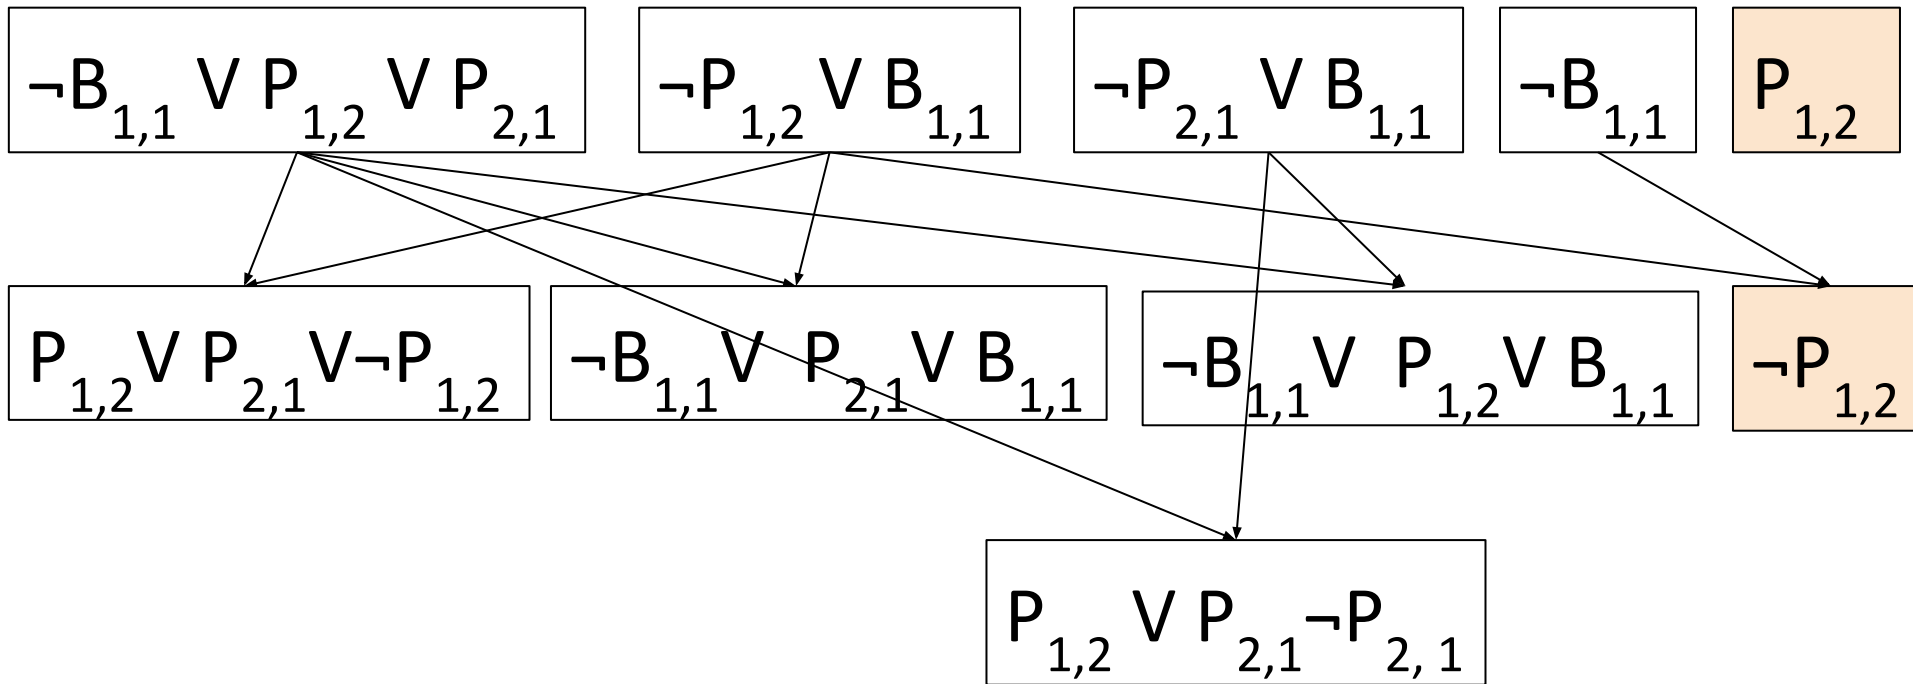 ¬B₁,₁ V P₁,₂ V P₂,₁
¬P₁,₂ V B₁,₁
¬P₂,₁ V B₁,₁
¬B₁,₁
P₁,₂
P₁,₂V P₂,₁V¬P₁,₂
¬B₁,₁V P₂,₁V B₁,₁
¬B₁,₁V P₁,₂V B₁,₁
¬P₁,₂
P₁,₂ V P₂,₁¬P₂, ₁